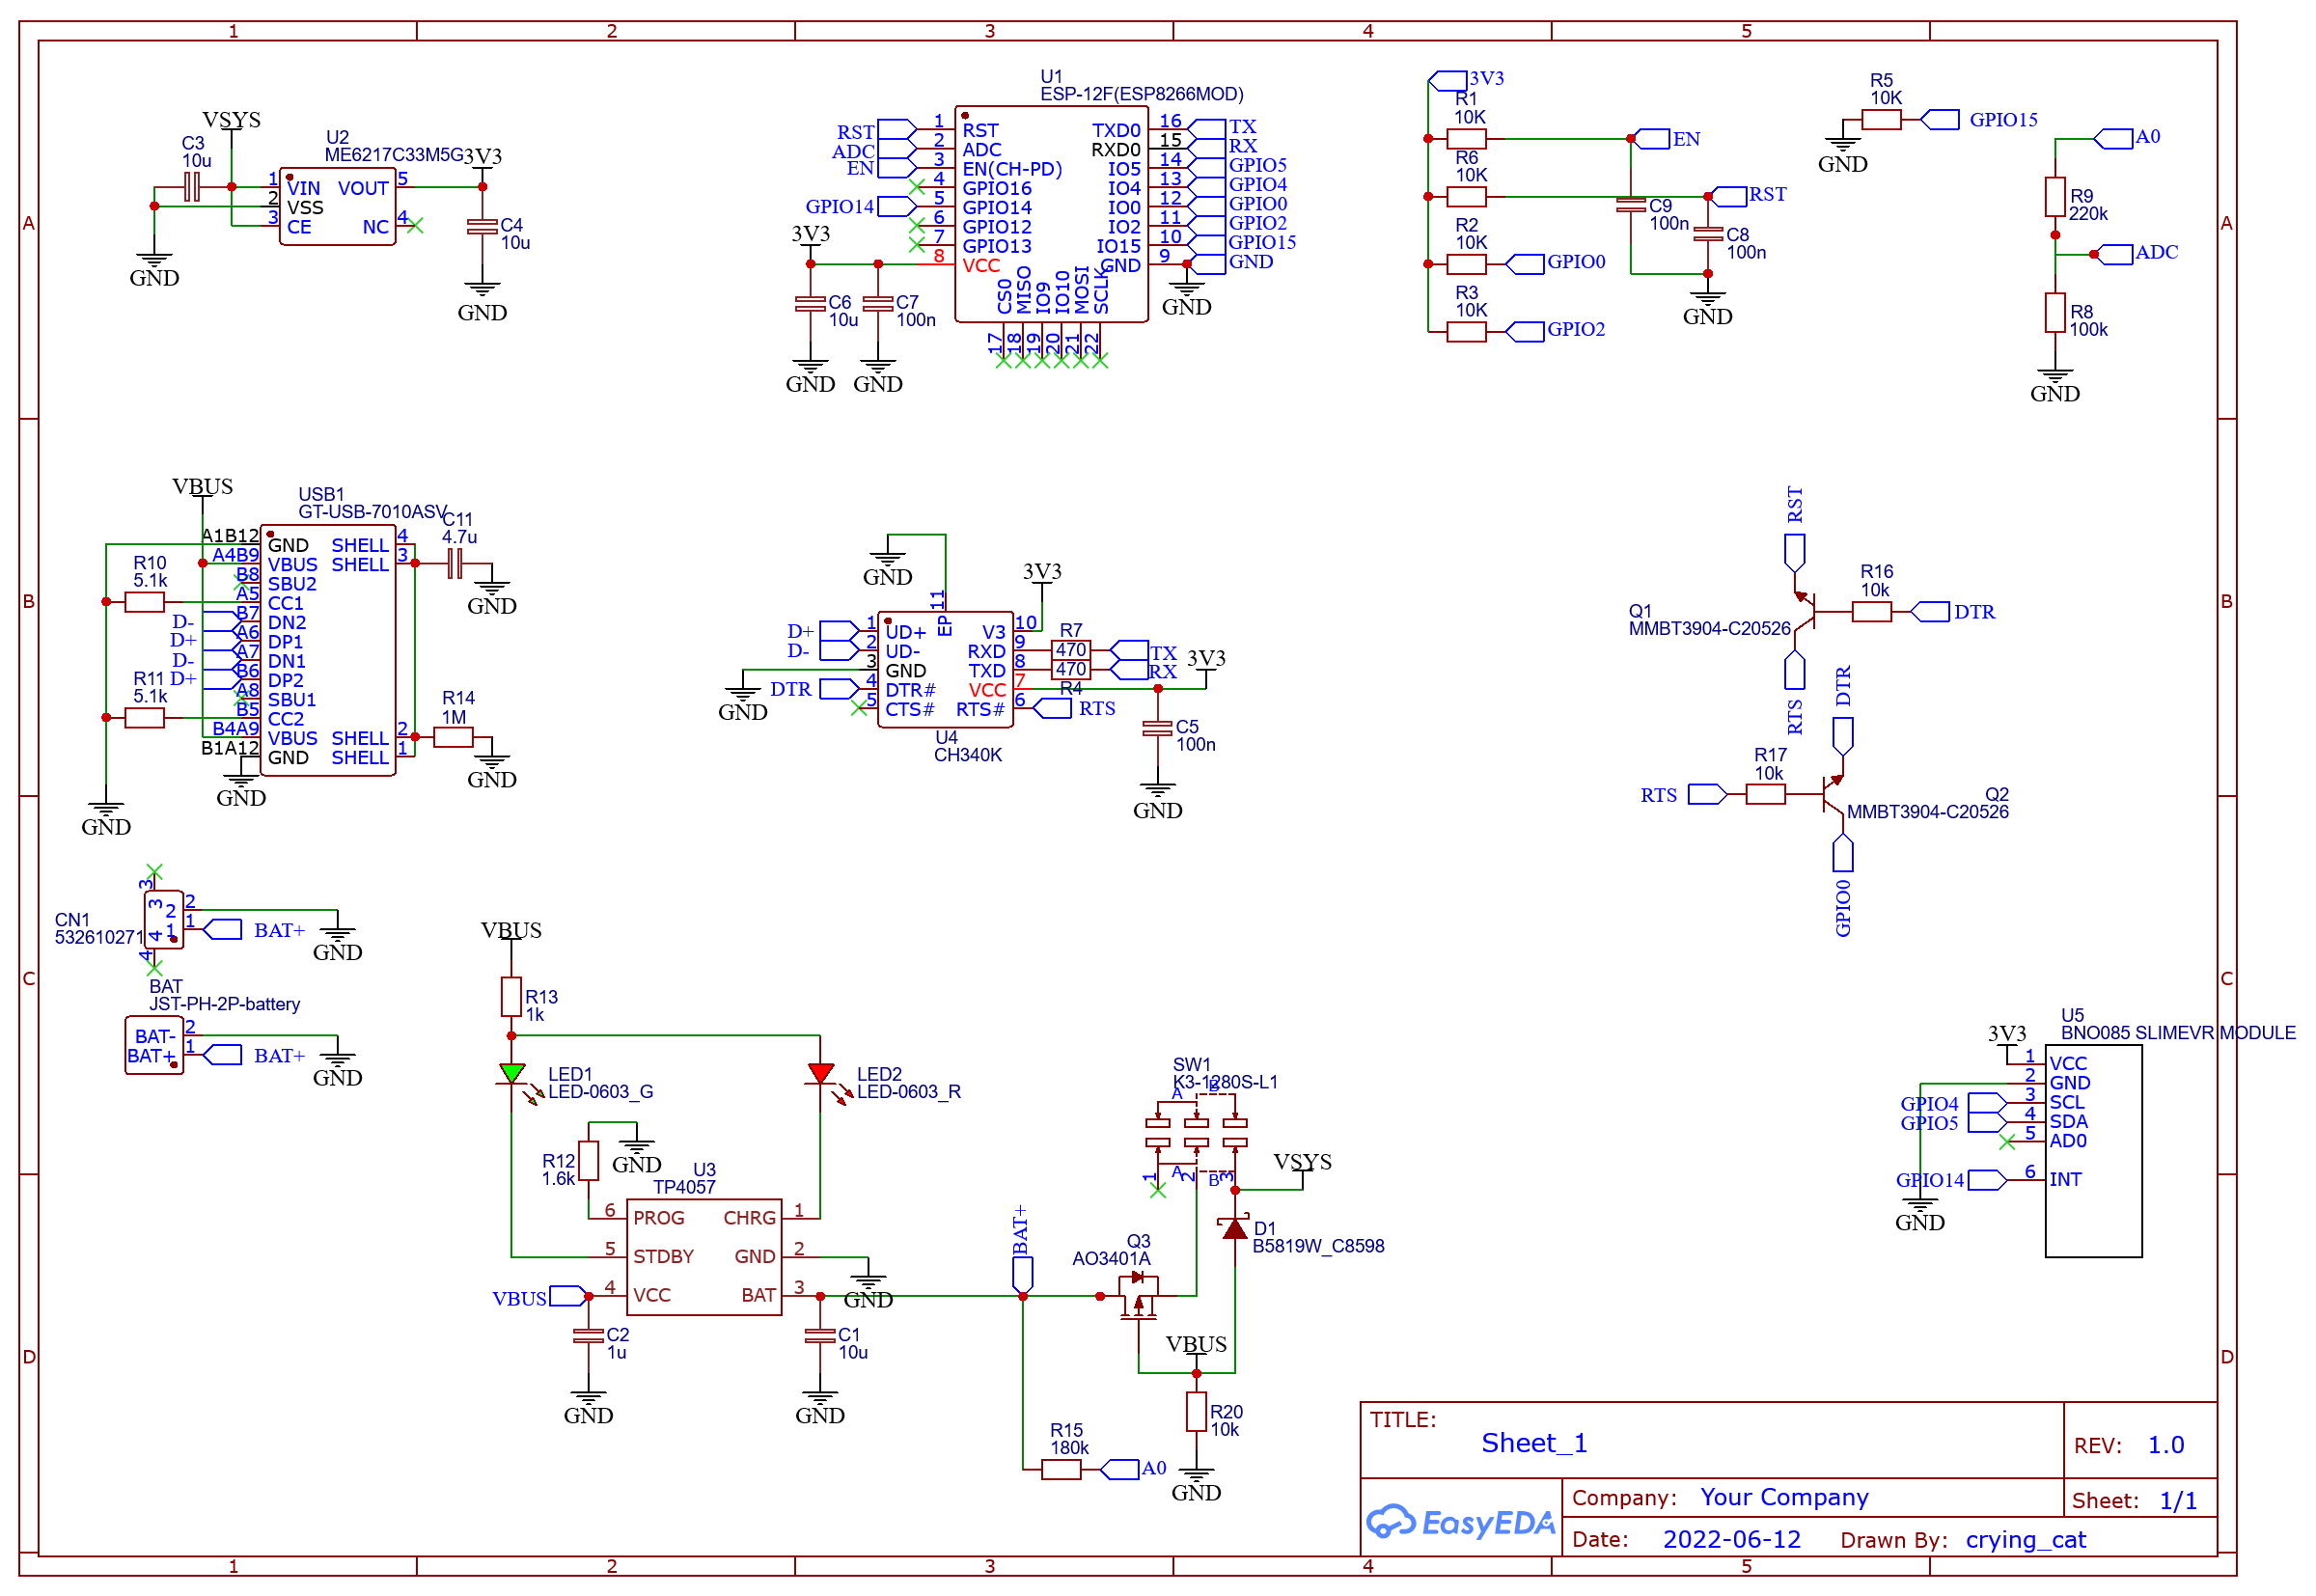 1 2 3 4 5
A
B
C
D
VSYS
C3
10u
U2
ME6217C33M5G
3V3
1 VIN VOUT 5
2 VSS
3 CE NC 4
C4
10u
GND
GND
U1
ESP-12F(ESP8266MOD)
RST 1 RST TXD0 16 TX
ADC 2 ADC RXD0 15 RX
EN 3 EN(CH-PD) IO5 14 GPIO5
4 GPIO16 IO4 13 GPIO4
GPIO14 5 GPIO14 IO0 12 GPIO0
6 GPIO12 IO2 11 GPIO2
7 GPIO13 IO15 10 GPIO15
8 VCC GND 9 GND
CS0 MISO IO9 IO10 MOSI SCLK
17 18 19 20 21 22
3V3
C6
10u
C7
100n
GND
GND
GND
3V3
R1
10K
EN
R6
10K
RST
R2
10K
GPIO0
R3
10K
GPIO2
C9
100n
C8
100n
GND
R5
10K
GPIO15
GND
A0
R9
220k
ADC
R8
100k
GND
VBUS
USB1
GT-USB-7010ASV
A1B12 GND SHELL 4
A4B9 VBUS SHELL 3
B8 SBU2
A5 CC1
D- B7 DN2
D+ A6 DP1
D- A7 DN1
D+ B6 DP2
A8 SBU1
B5 CC2
B4A9 VBUS SHELL 2
B1A12 GND SHELL 1
R10
5.1k
R11
5.1k
C11
4.7u
GND
R14
1M
GND
GND
GND
GND
EP 11
3V3
D+ 1 UD+ V3 10
D- 2 UD- RXD 9
3 GND TXD 8
DTR 4 DTR# VCC 7
5 CTS# RTS# 6 RTS
R7
470
470
R4
TX
RX
3V3
U4
CH340K
GND
C5
100n
GND
RST
Q1
MMBT3904-C20526
R16
10k
DTR
RTS
DTR
R17
10k
RTS
Q2
MMBT3904-C20526
GPIO0
CN1
532610271
3
4
3
4
2 2
1 1
BAT+
GND
BAT
JST-PH-2P-battery
BAT- 2
BAT+ 1
BAT+
GND
VBUS
R13
1k
LED1
LED-0603_G
LED2
LED-0603_R
R12
1.6k
GND
U3
TP4057
6 PROG CHRG 1
5 STDBY GND 2
4 VCC BAT 3
VBUS
GND
C2
1u
GND
C1
10u
GND
BAT+
Q3
AO3401A
SW1
K3-1280S-L1
A B
A B
1 2 3
VSYS
D1
B5819W_C8598
VBUS
R20
10k
GND
R15
180k
A0
U5
BNO085 SLIMEVR MODULE
3V3
1 VCC
2 GND
GPIO4 3 SCL
GPIO5 4 SDA
5 AD0
GPIO14 6 INT
GND
TITLE:
Sheet_1
REV: 1.0
EasyEDA
Company: Your Company
Sheet: 1/1
Date: 2022-06-12 Drawn By: crying_cat
A
B
C
D
1 2 3 4 5